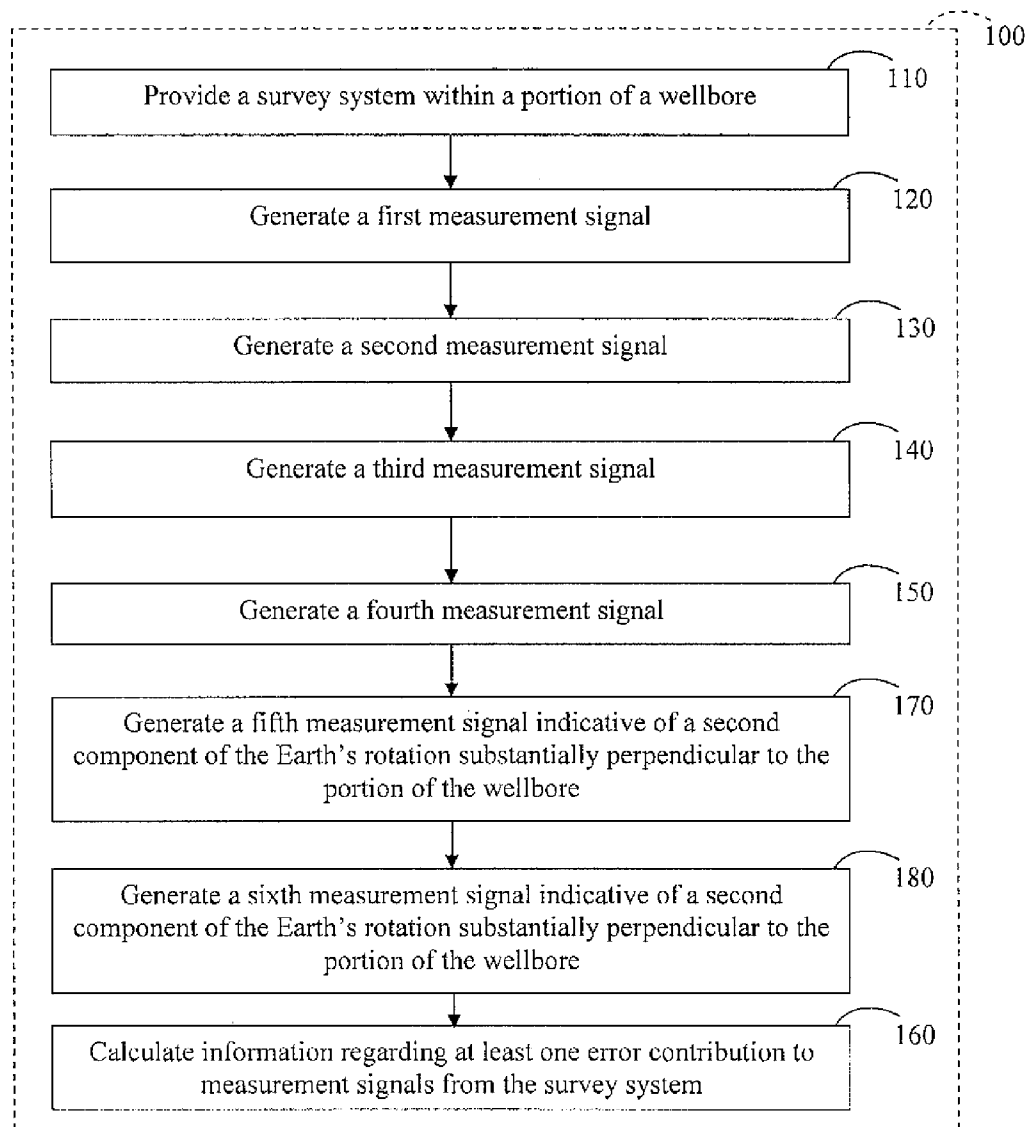 100
110
Provide a survey system within a portion of a wellbore
120
Generate a first measurement signal
130
Generate a second measurement signal
140
Generate a third measurement signal
150
Generate a fourth measurement signal
170
Generate a fifth measurement signal indicative of a second
component of the Earth's rotation substantially perpendicular to the
portion of the wellbore
180
Generate a sixth measurement signal indicative of a second
component of the Earth's rotation substantially perpendicular to the
portion of the wellbore
160
Calculate information regarding at least one error contribution to
measurement signals from the survey system